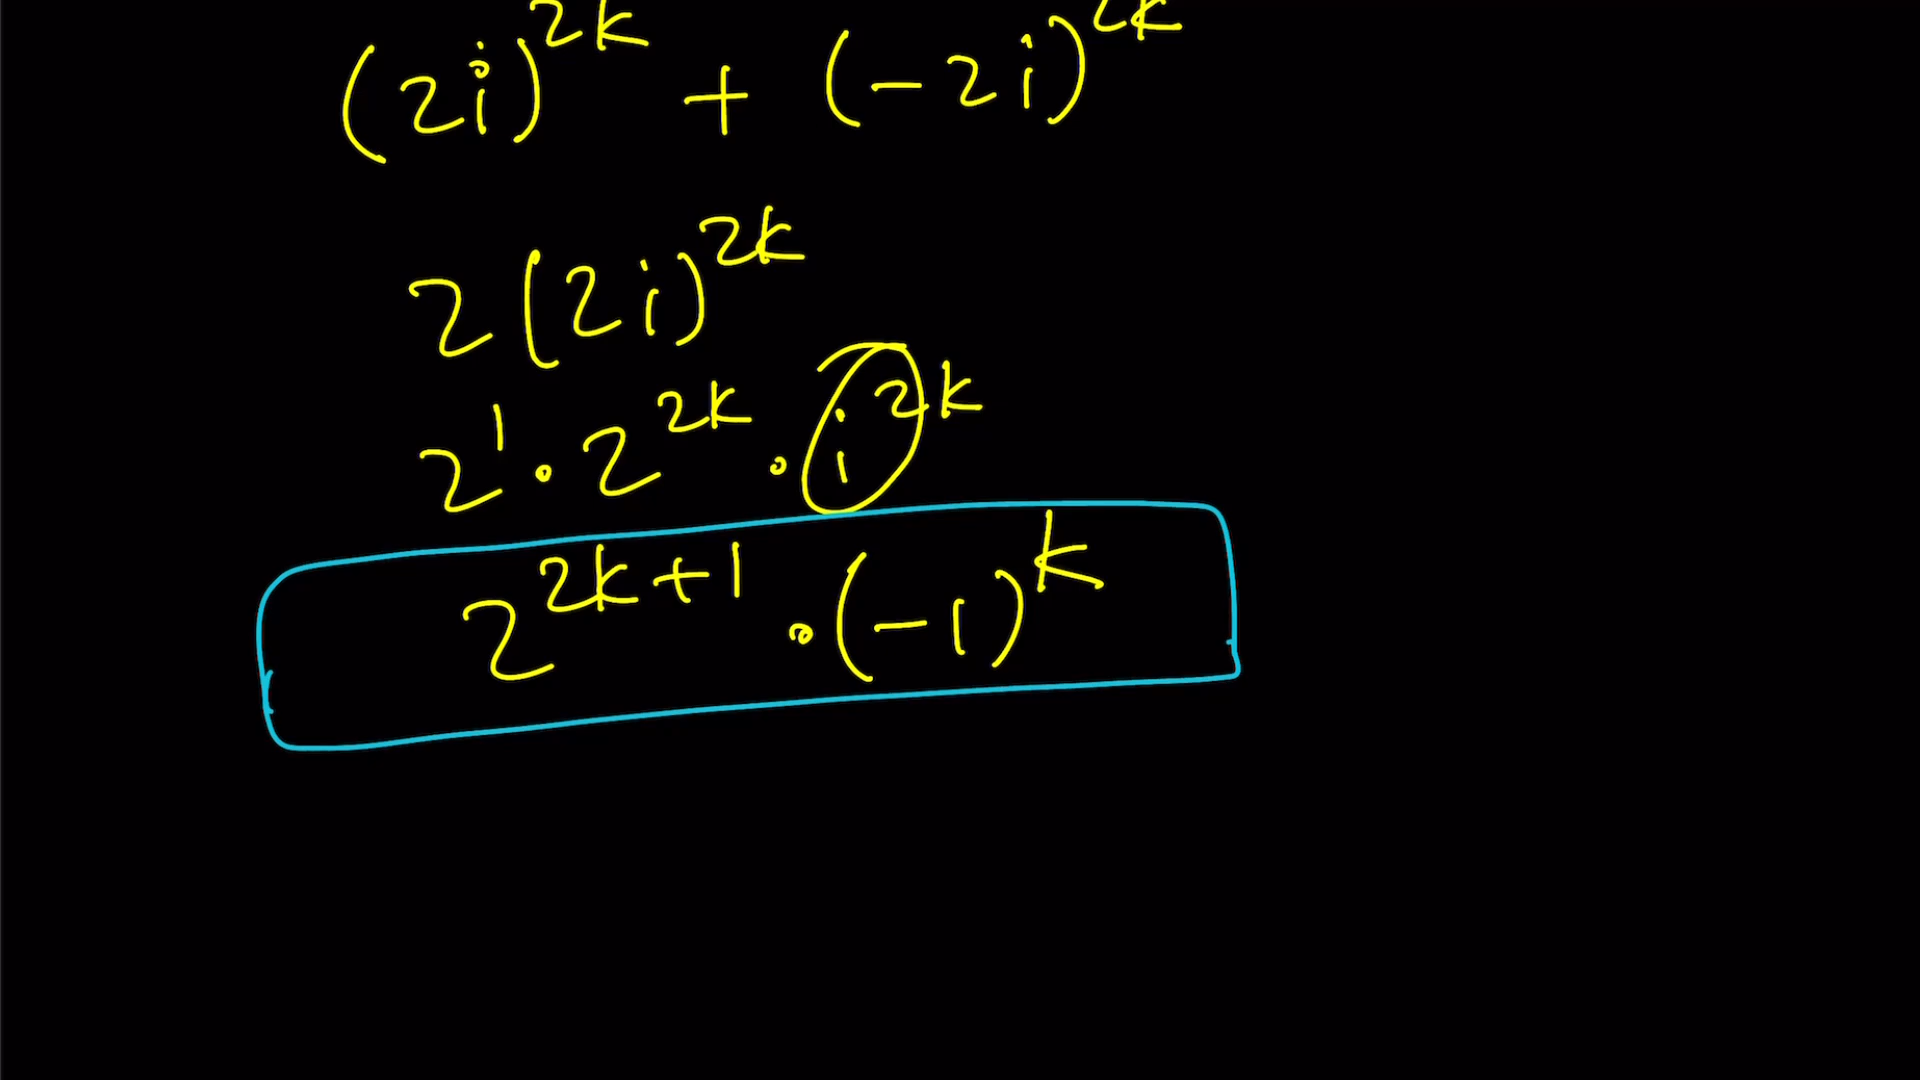 (2i)^2k + (-2i)^2k
2(2i)^2k
2^1 · 2^2k · i^2k
2^2k+1 · (-1)^k